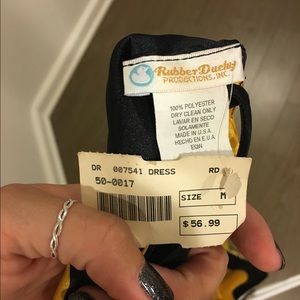 Rubber Ducky
PRODUCTIONS, INC.
100% POLYESTER
DRY CLEAN ONLY
LAVAR EN SECO
SOLAMENTE
MADE IN U.S.A.
HECHO EN E.U.A.
DR 007541 DRESS RD
50-0017
SIZE M
$56.99